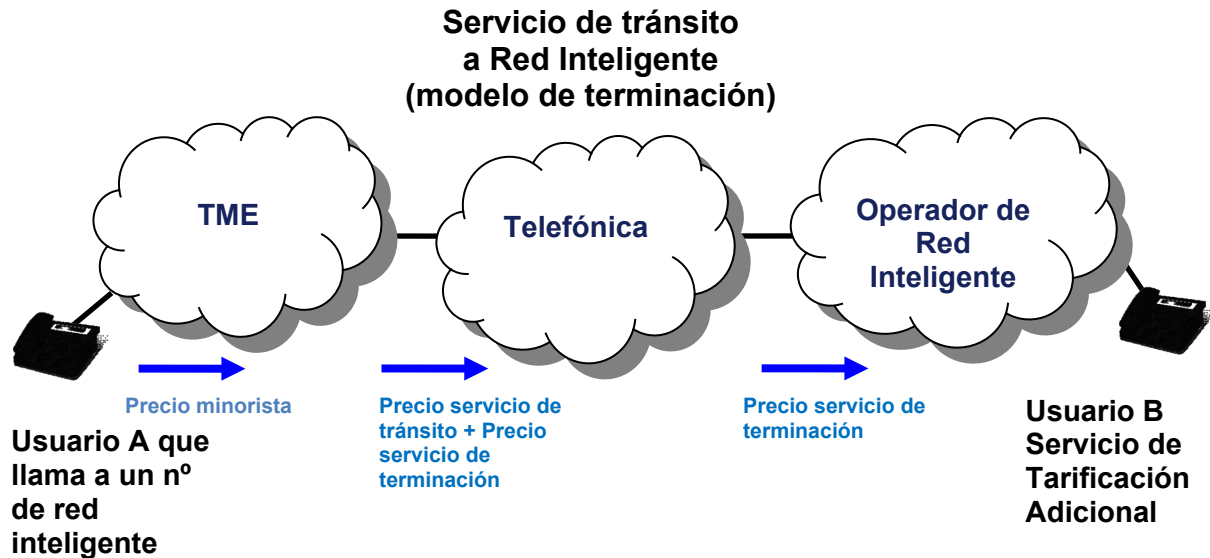 Servicio de tránsito
a Red Inteligente
(modelo de terminación)
TME
Telefónica
Operador de
Red
Inteligente
Precio minorista
Precio servicio de
tránsito + Precio
servicio de
terminación
Precio servicio de
terminación
Usuario A que
llama a un nº
de red
inteligente
Usuario B
Servicio de
Tarificación
Adicional